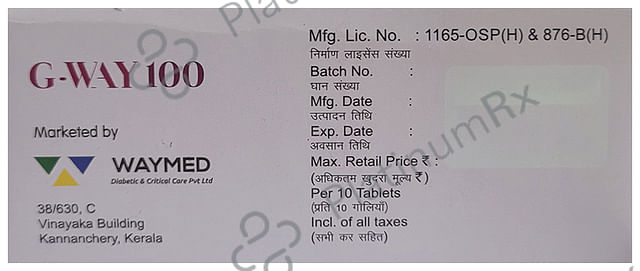 G-WAY 100
Marketed by
WAYMED
Diabetic & Critical Care Pvt Ltd
38/630, C
Vinayaka Building
Kannanchery, Kerala
Mfg. Lic. No. : 1165-OSP(H) & 876-B(H)
निर्माण लाइसेंस संख्या
Batch No. :
घान संख्या
Mfg. Date :
उत्पादन तिथि
Exp. Date :
अवसान तिथि
Max. Retail Price ₹ :
(अधिकतम खुदरा मूल्य ₹)
Per 10 Tablets
(प्रति 10 गोलियाँ)
Incl. of all taxes
(सभी कर सहित)
PlatinumRx